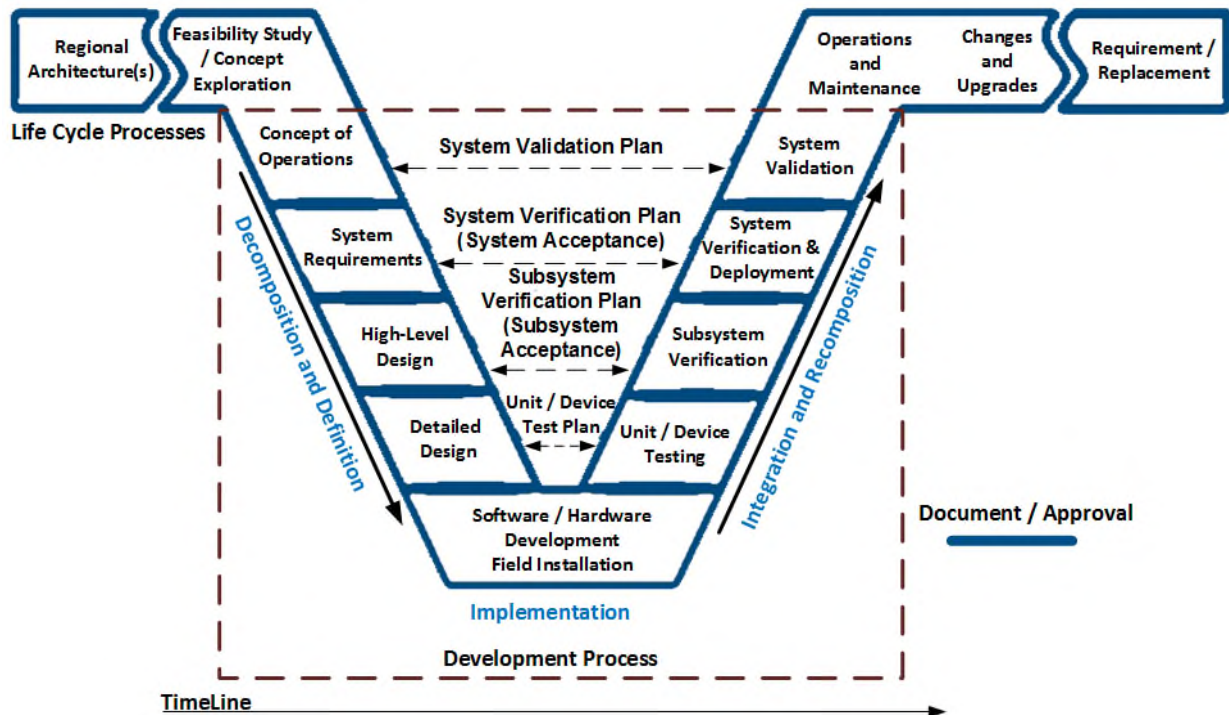 Regional
Architecture(s)
Feasibility Study
/ Concept
Exploration
Operations
and
Maintenance
Changes
and
Upgrades
Requirement /
Replacement
Life Cycle Processes
Concept of
Operations
System Validation Plan
System
Validation
System
Requirements
System Verification Plan
(System Acceptance)
System
Verification &
Deployment
High-Level
Design
Subsystem
Verification Plan
(Subsystem
Acceptance)
Subsystem
Verification
Detailed
Design
Unit / Device
Test Plan
Unit / Device
Testing
Decomposition and Definition
Integration and Recomposition
Software / Hardware
Development
Field Installation
Document / Approval
Implementation
Development Process
TimeLine